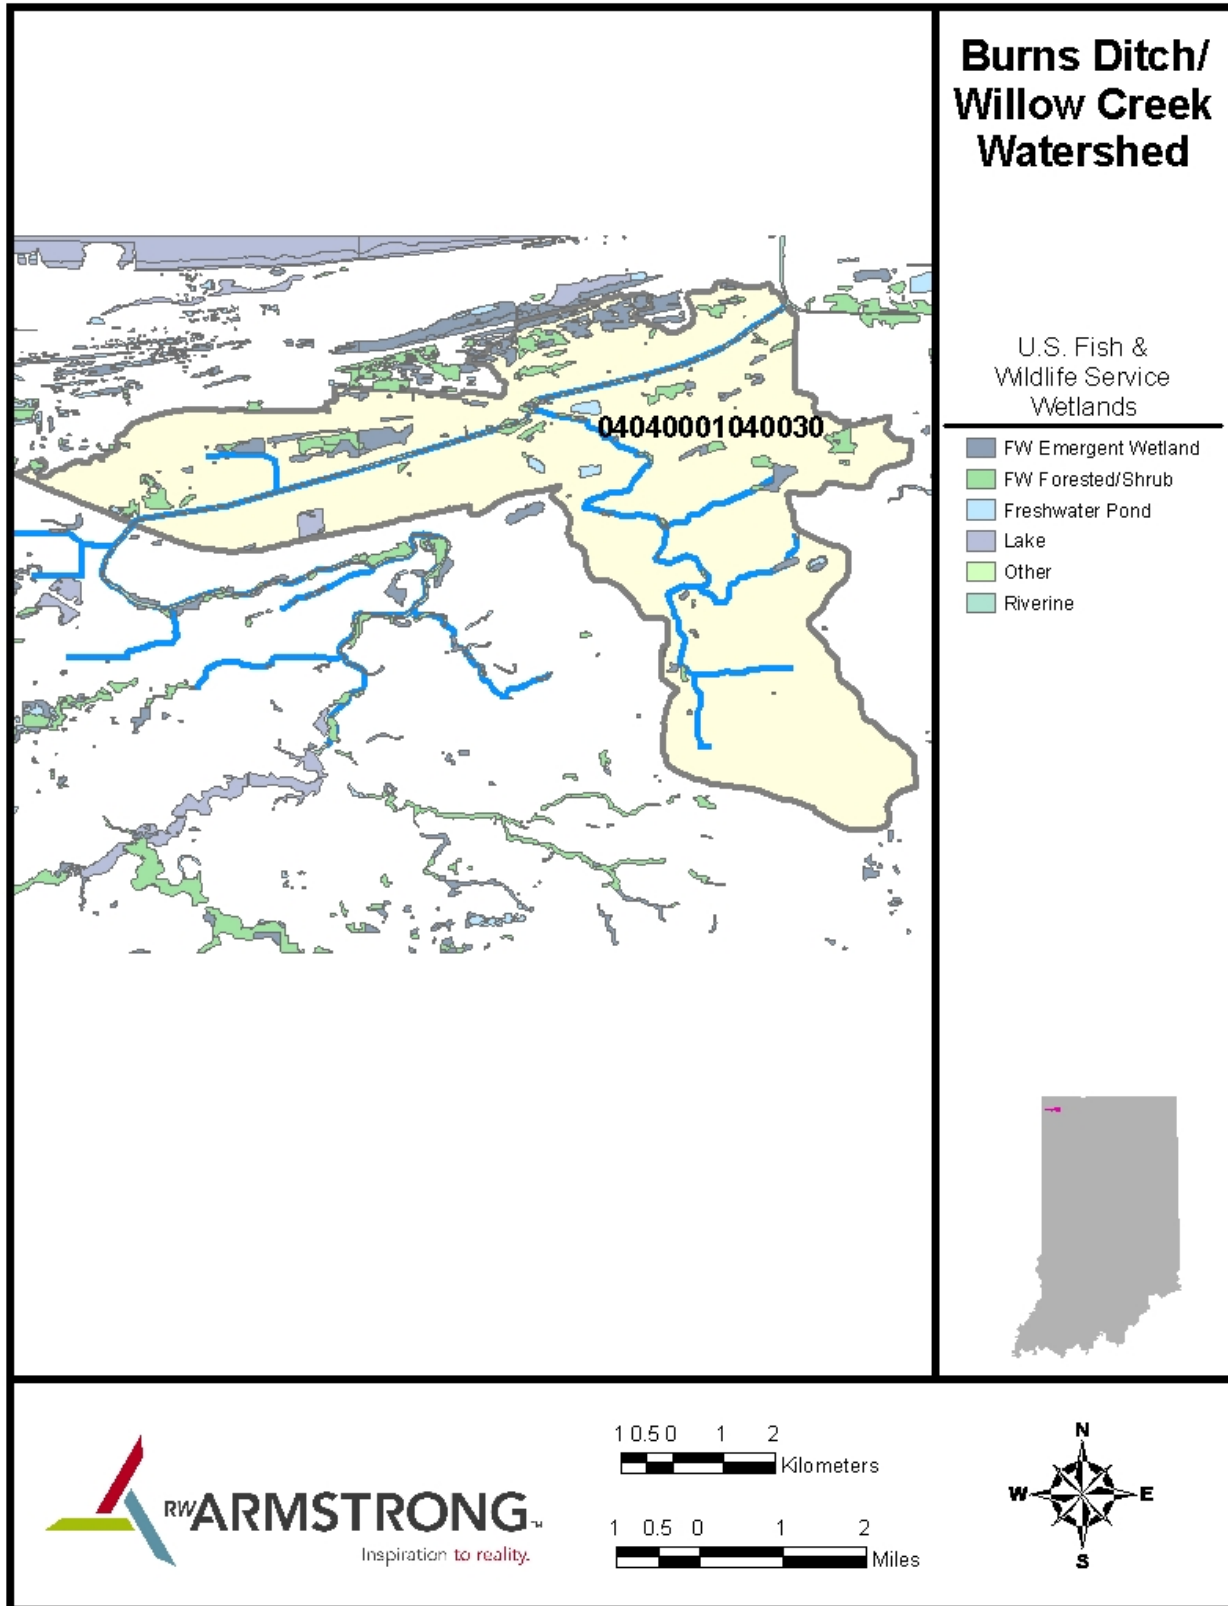 Burns Ditch/
Willow Creek
Watershed
U.S. Fish &
Wildlife Service
Wetlands
FW Emergent Wetland
FW Forested/Shrub
Freshwater Pond
Lake
Other
Riverine
04040001040030
RW ARMSTRONG TM
Inspiration to reality.
1 0.5 0 1 2
Kilometers
1 0.5 0 1 2
Miles
N
W E
S